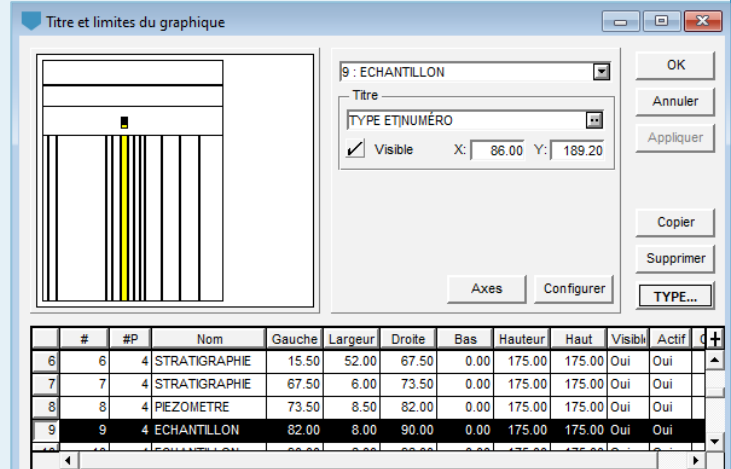 Titre et limites du graphique
9 : ECHANTILLON
OK
Titre
Annuler
TYPE ET|NUMÉRO
Appliquer
Visible X: 86.00 Y: 189.20
Copier
Supprimer
Axes Configurer
TYPE...
# #P Nom Gauche Largeur Droite Bas Hauteur Haut Visibl Actif
6 6 4 STRATIGRAPHIE 15.50 52.00 67.50 0.00 175.00 175.00 Oui Oui
7 7 4 STRATIGRAPHIE 67.50 6.00 73.50 0.00 175.00 175.00 Oui Oui
8 8 4 PIEZOMETRE 73.50 8.50 82.00 0.00 175.00 175.00 Oui Oui
9 9 4 ECHANTILLON 82.00 8.00 90.00 0.00 175.00 175.00 Oui Oui